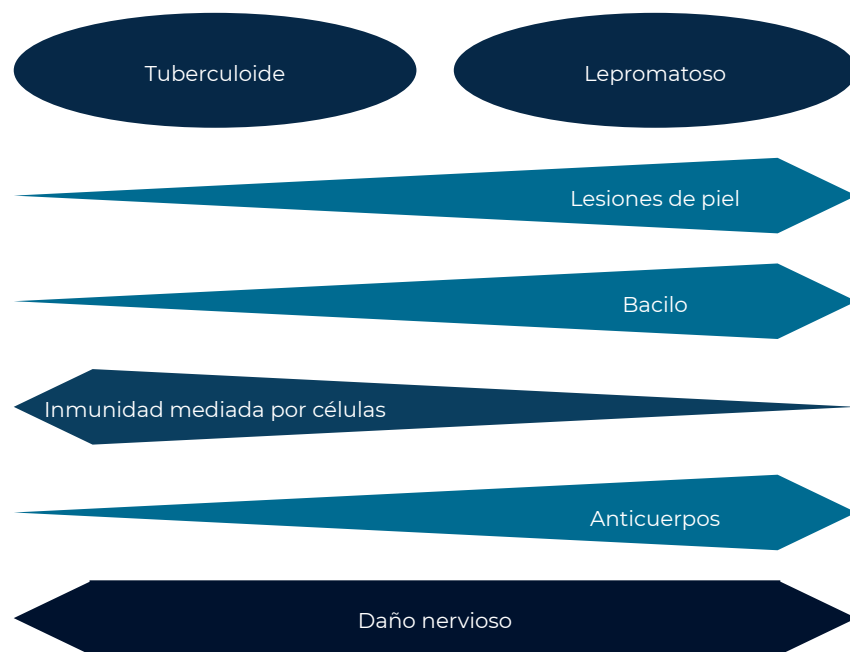 Tuberculoide
Lepromatoso
Lesiones de piel
Bacilo
Inmunidad mediada por células
Anticuerpos
Daño nervioso